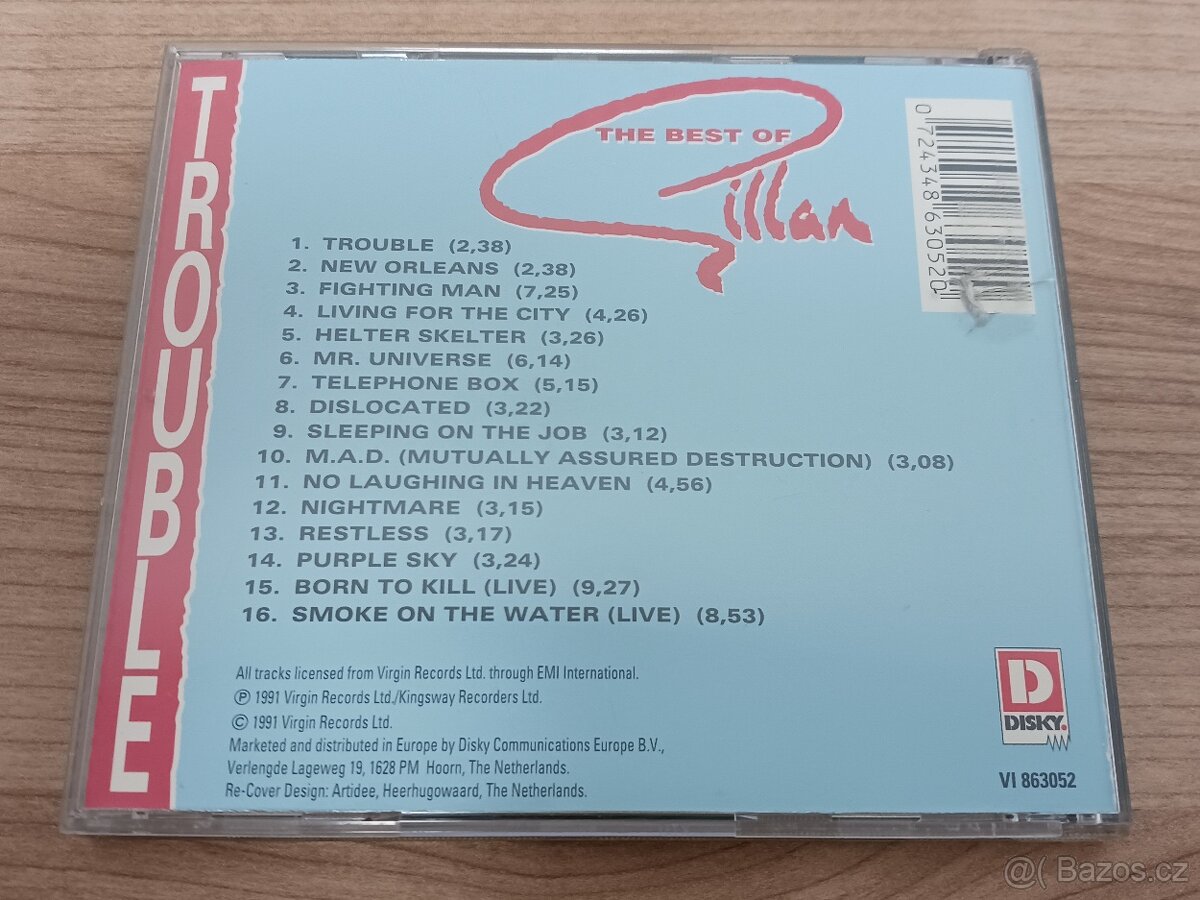 TROUBLE
THE BEST OF
Gillan
0 724348 630520
1. TROUBLE (2,38)
2. NEW ORLEANS (2,38)
3. FIGHTING MAN (7,25)
4. LIVING FOR THE CITY (4,26)
5. HELTER SKELTER (3,26)
6. MR. UNIVERSE (6,14)
7. TELEPHONE BOX (5,15)
8. DISLOCATED (3,22)
9. SLEEPING ON THE JOB (3,12)
10. M.A.D. (MUTUALLY ASSURED DESTRUCTION) (3,08)
11. NO LAUGHING IN HEAVEN (4,56)
12. NIGHTMARE (3,15)
13. RESTLESS (3,17)
14. PURPLE SKY (3,24)
15. BORN TO KILL (LIVE) (9,27)
16. SMOKE ON THE WATER (LIVE) (8,53)
All tracks licensed from Virgin Records Ltd. through EMI International.
℗ 1991 Virgin Records Ltd./Kingsway Recorders Ltd.
© 1991 Virgin Records Ltd.
Marketed and distributed in Europe by Disky Communications Europe B.V.,
Verlengde Lageweg 19, 1628 PM Hoorn, The Netherlands.
Re-Cover Design: Artidee, Heerhugowaard, The Netherlands.
D
DISKY.
VI 863052
@( Bazos.cz